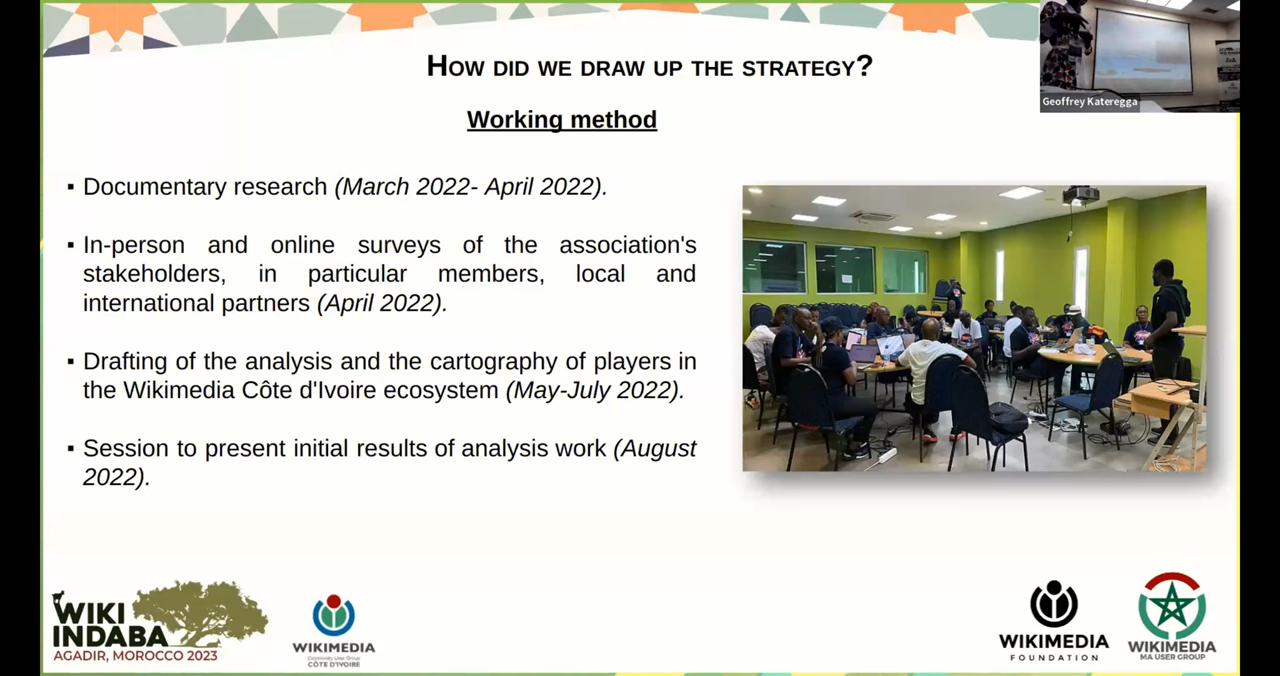 HOW DID WE DRAW UP THE STRATEGY?
Geoffrey Kateregga
Working method
▪ Documentary research (March 2022- April 2022).
▪ In-person and online surveys of the association's
stakeholders, in particular members, local and
international partners (April 2022).
▪ Drafting of the analysis and the cartography of players in
the Wikimedia Côte d'Ivoire ecosystem (May-July 2022).
▪ Session to present initial results of analysis work (August
2022).
WIKI
INDABA
AGADIR, MOROCCO 2023
WIKIMEDIA
Community User Group
CÔTE D'IVOIRE
WIKIMEDIA
FOUNDATION
WIKIMEDIA
MA USER GROUP